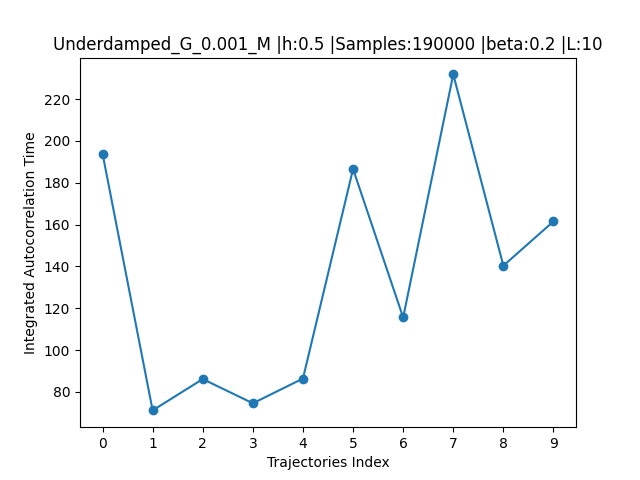 Underdamped_G_0.001_M |h:0.5 |Samples:190000 |beta:0.2 |L:10
Integrated Autocorrelation Time
220
200
180
160
140
120
100
80
0 1 2 3 4 5 6 7 8 9
Trajectories Index